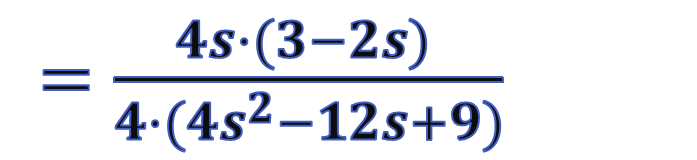 = 4s·(3−2s) / 4·(4s²−12s+9)